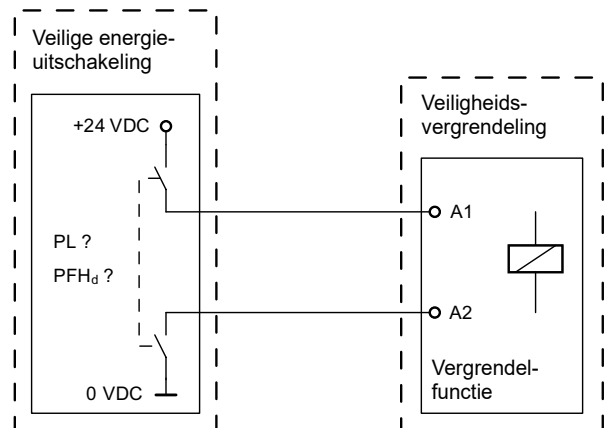 Veilige energie-
uitschakeling
+24 VDC
PL ?
PFHd ?
0 VDC
Veiligheids-
vergrendeling
A1
A2
Vergrendel-
functie